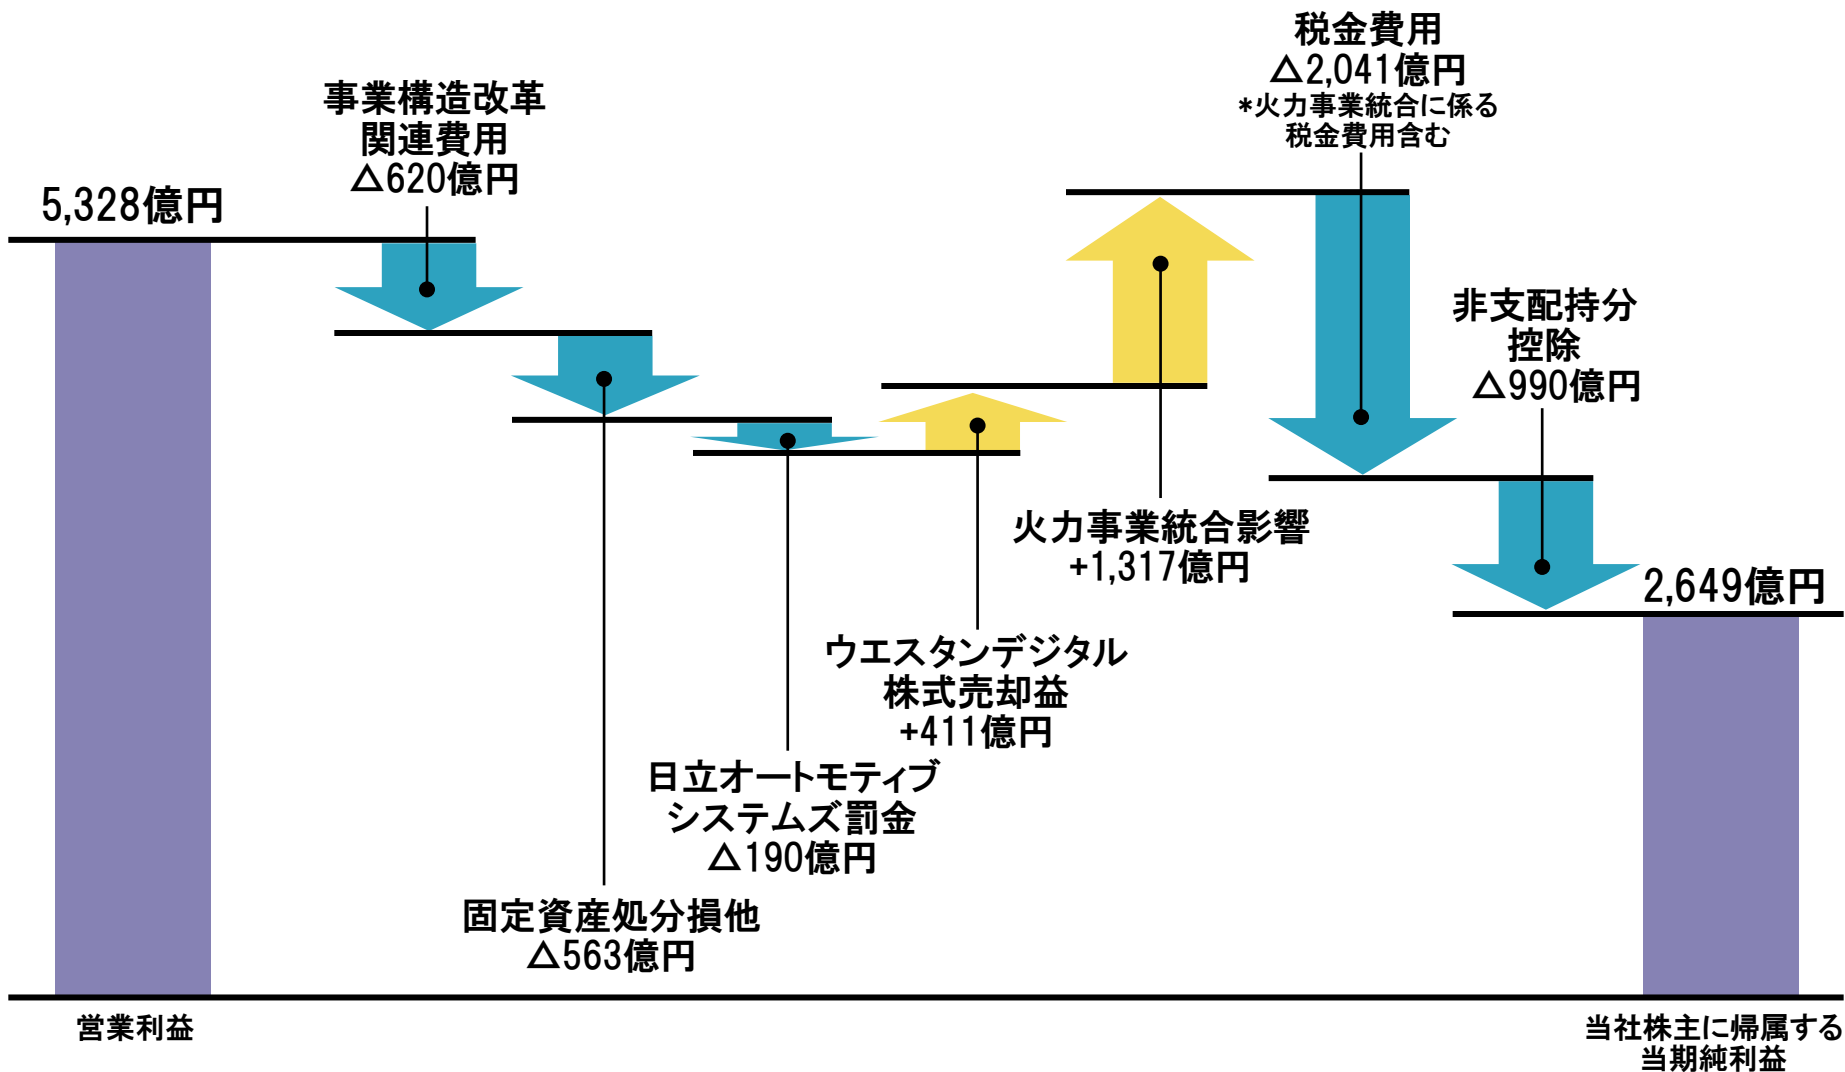 5,328億円
事業構造改革
関連費用
△620億円
固定資産処分損他
△563億円
日立オートモティブ
システムズ罰金
△190億円
ウエスタンデジタル
株式売却益
+411億円
火力事業統合影響
+1,317億円
税金費用
△2,041億円
*火力事業統合に係る
税金費用含む
非支配持分
控除
△990億円
2,649億円
営業利益
当社株主に帰属する
当期純利益